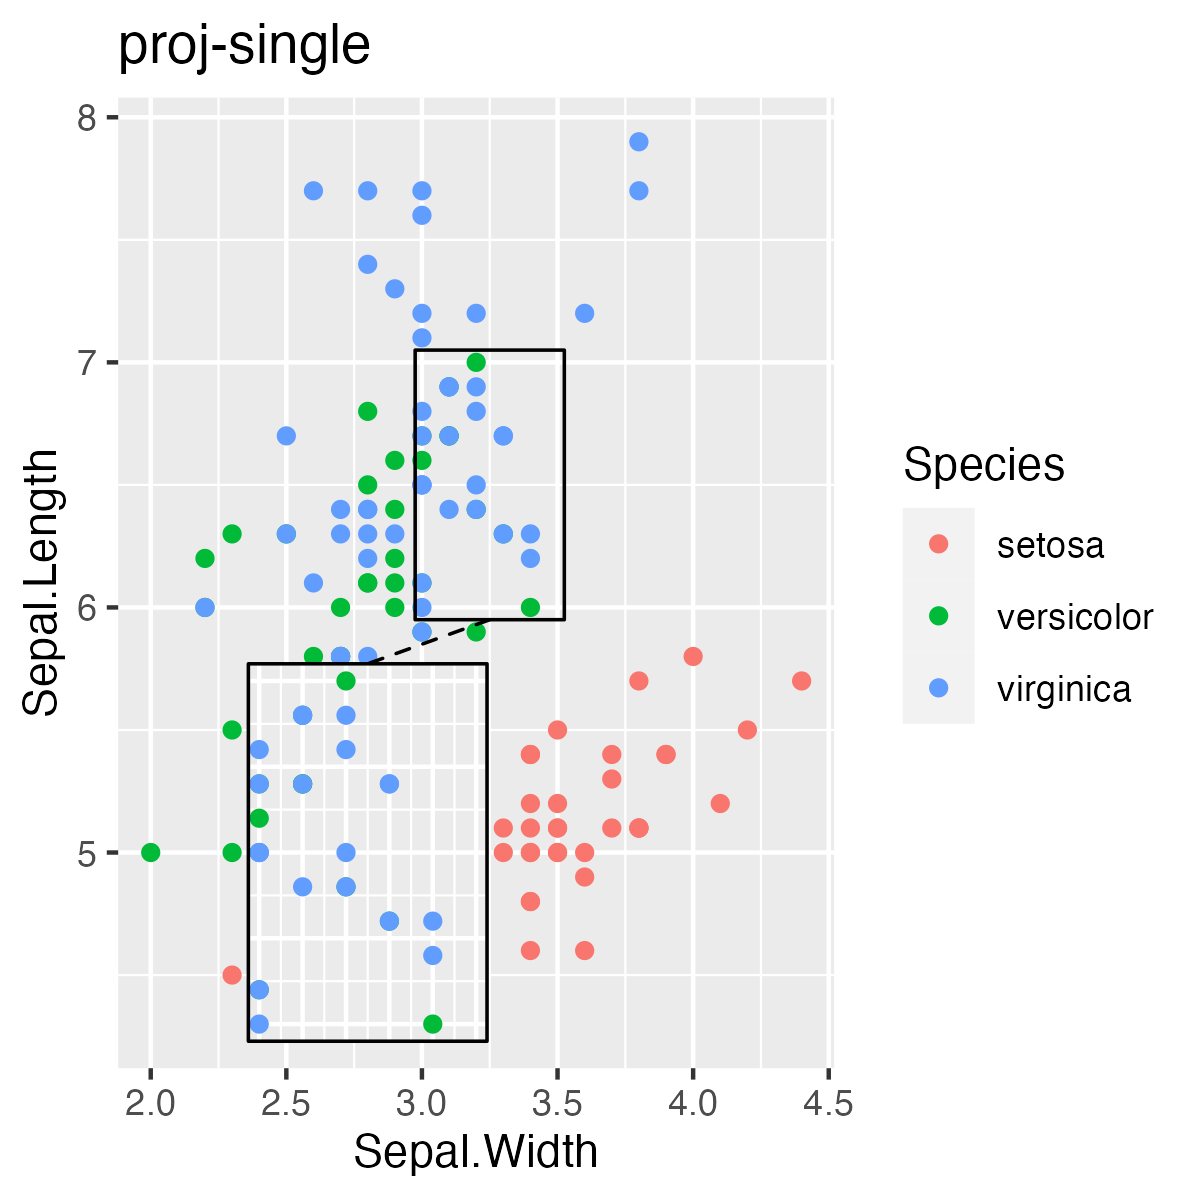 proj-single
8
7
6
5
Sepal.Length
2.0 2.5 3.0 3.5 4.0 4.5
Sepal.Width
Species
setosa
versicolor
virginica